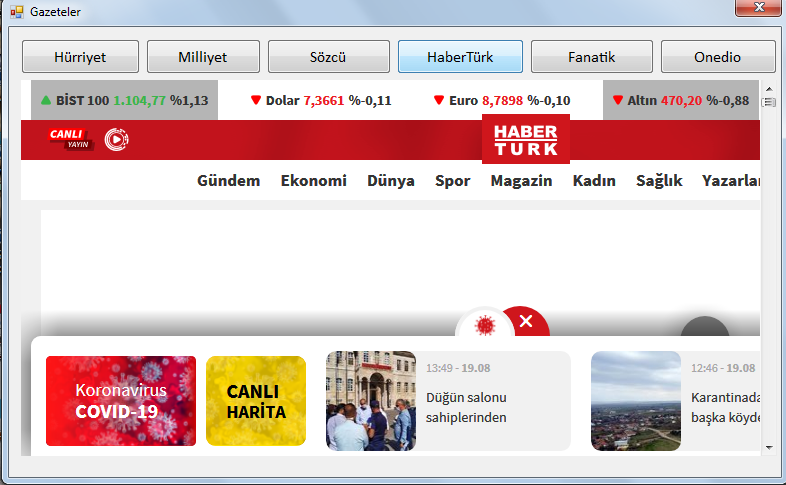 Gazeteler
Hürriyet Milliyet Sözcü HaberTürk Fanatik Onedio
BİST 100 1.104,77 %1,13 Dolar 7,3661 %-0,11 Euro 8,7898 %-0,10 Altın 470,20 %-0,88
CANLI
YAYIN
HABER
TURK
Gündem Ekonomi Dünya Spor Magazin Kadın Sağlık Yazarlar
Koronavirus
COVID-19
CANLI
HARİTA
13:49 - 19.08
Düğün salonu
sahiplerinden
12:46 - 19.08
Karantinada
başka köyde